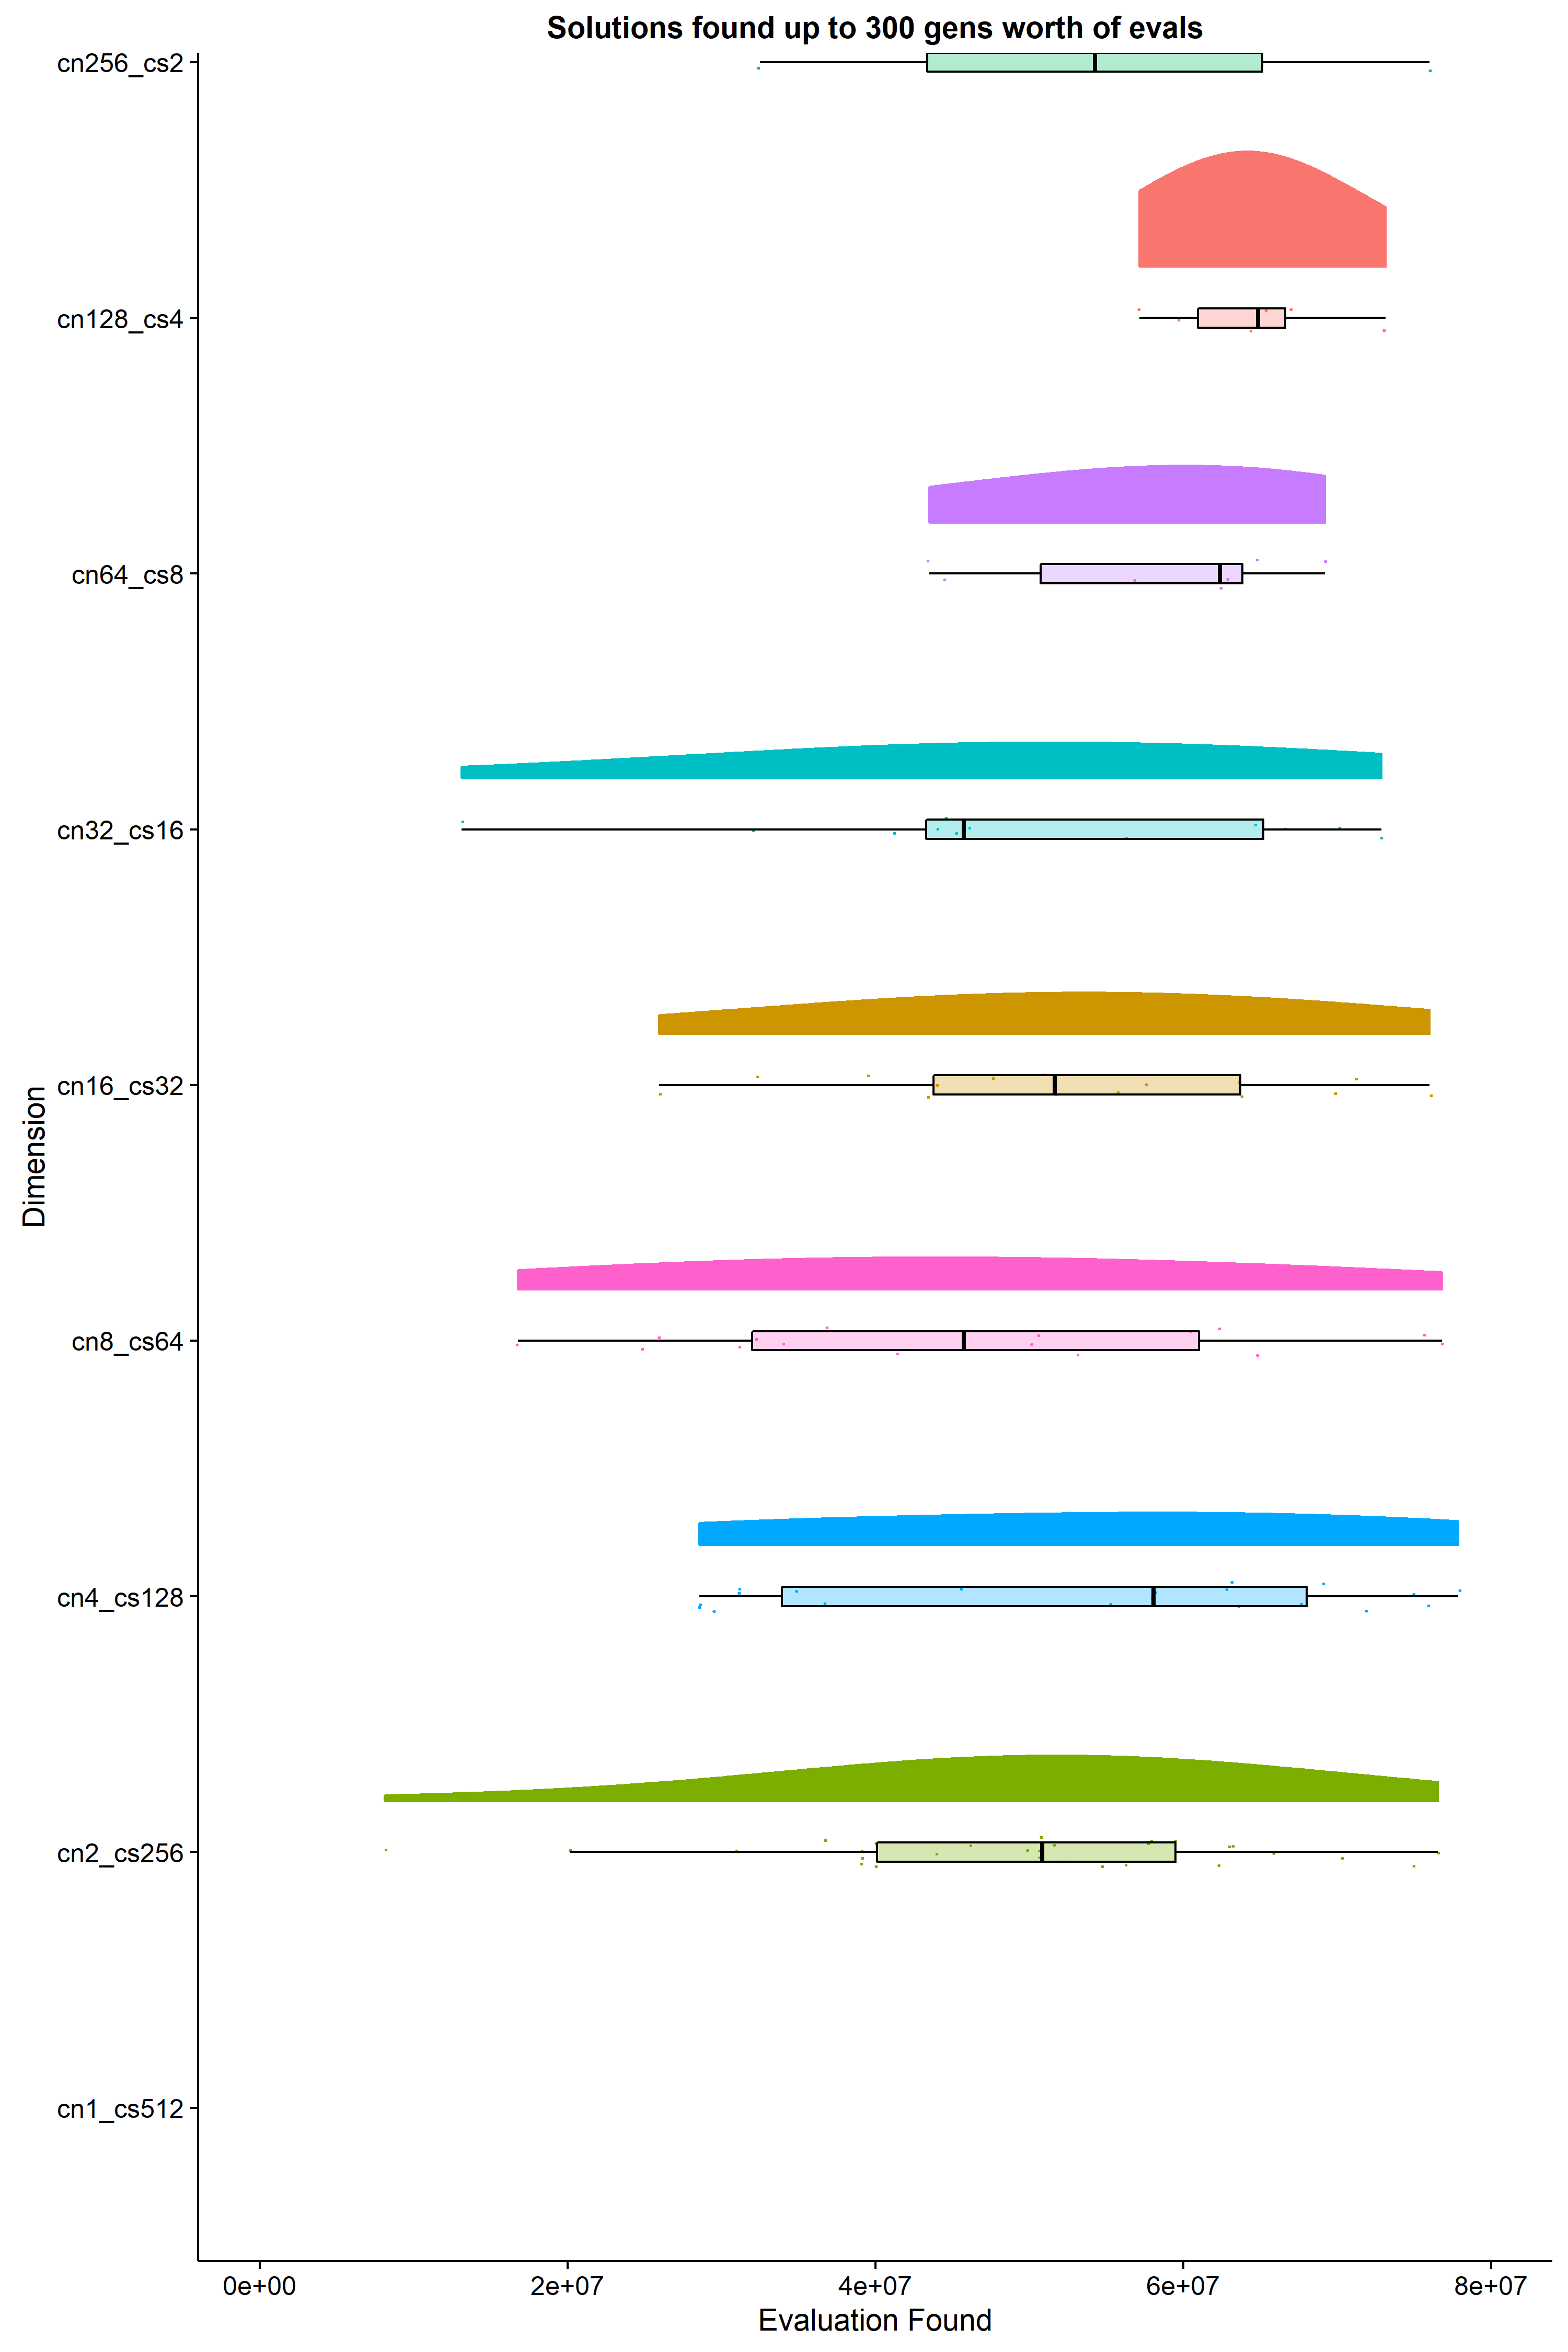 Solutions found up to 300 gens worth of evals
cn256_cs2
cn128_cs4
cn64_cs8
cn32_cs16
cn16_cs32
cn8_cs64
cn4_cs128
cn2_cs256
cn1_cs512
Dimension
0e+00 2e+07 4e+07 6e+07 8e+07
Evaluation Found